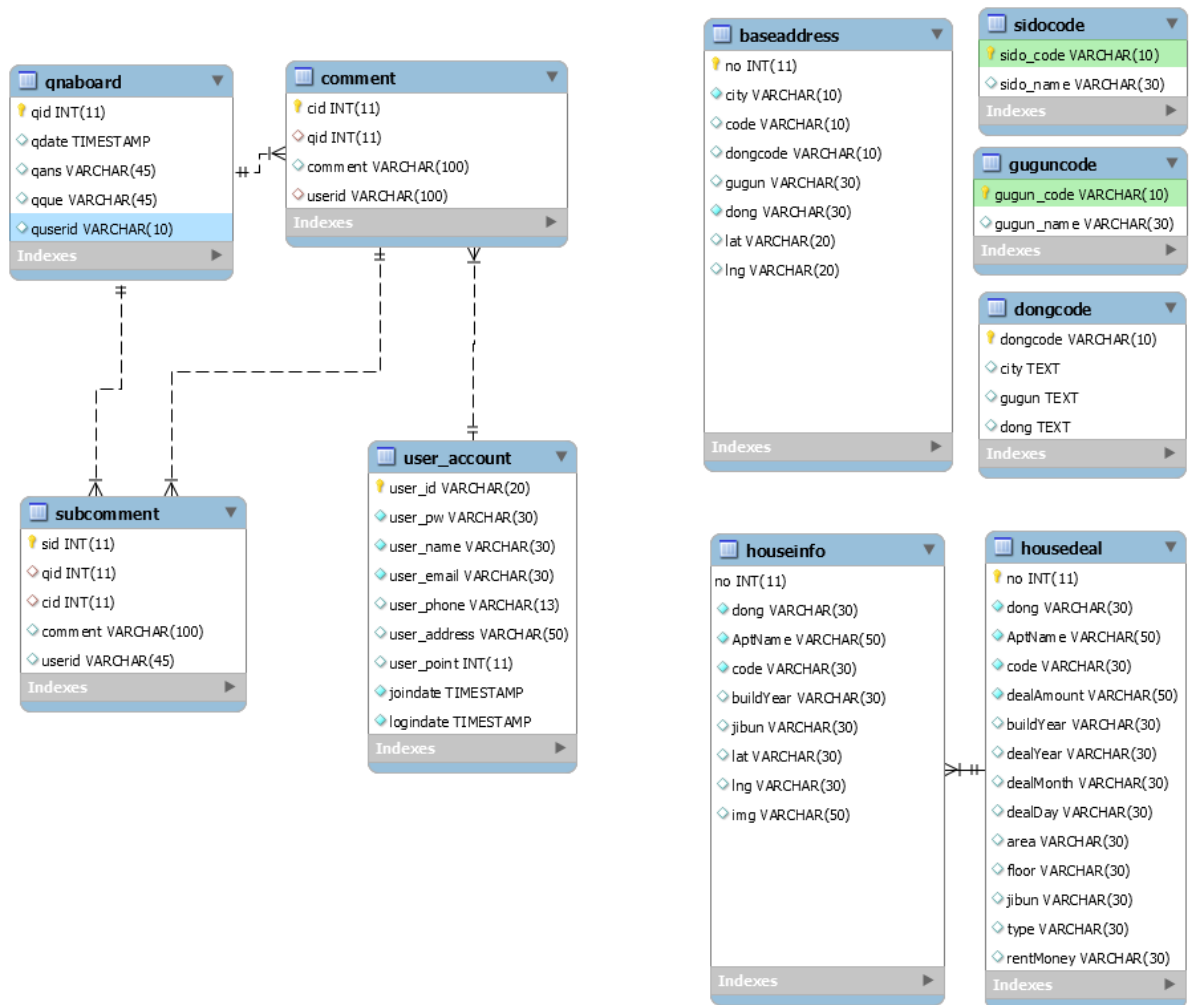 qnaboard
qid INT(11)
qdate TIMESTAMP
qans VARCHAR(45)
qque VARCHAR(45)
quserid VARCHAR(10)
Indexes
comment
cid INT(11)
qid INT(11)
comment VARCHAR(100)
userid VARCHAR(100)
Indexes
subcomment
sid INT(11)
qid INT(11)
cid INT(11)
comment VARCHAR(100)
userid VARCHAR(45)
Indexes
user_account
user_id VARCHAR(20)
user_pw VARCHAR(30)
user_name VARCHAR(30)
user_email VARCHAR(30)
user_phone VARCHAR(13)
user_address VARCHAR(50)
user_point INT(11)
joindate TIMESTAMP
logindate TIMESTAMP
Indexes
baseaddress
no INT(11)
city VARCHAR(10)
code VARCHAR(10)
dongcode VARCHAR(10)
gugun VARCHAR(30)
dong VARCHAR(30)
lat VARCHAR(20)
lng VARCHAR(20)
Indexes
sidocode
sido_code VARCHAR(10)
sido_name VARCHAR(30)
Indexes
guguncode
gugun_code VARCHAR(10)
gugun_name VARCHAR(30)
Indexes
dongcode
dongcode VARCHAR(10)
city TEXT
gugun TEXT
dong TEXT
Indexes
houseinfo
no INT(11)
dong VARCHAR(30)
AptName VARCHAR(50)
code VARCHAR(30)
buildYear VARCHAR(30)
jibun VARCHAR(30)
lat VARCHAR(30)
lng VARCHAR(30)
img VARCHAR(50)
Indexes
housedeal
no INT(11)
dong VARCHAR(30)
AptName VARCHAR(50)
code VARCHAR(30)
dealAmount VARCHAR(50)
buildYear VARCHAR(30)
dealYear VARCHAR(30)
dealMonth VARCHAR(30)
dealDay VARCHAR(30)
area VARCHAR(30)
floor VARCHAR(30)
jibun VARCHAR(30)
type VARCHAR(30)
rentMoney VARCHAR(30)
Indexes